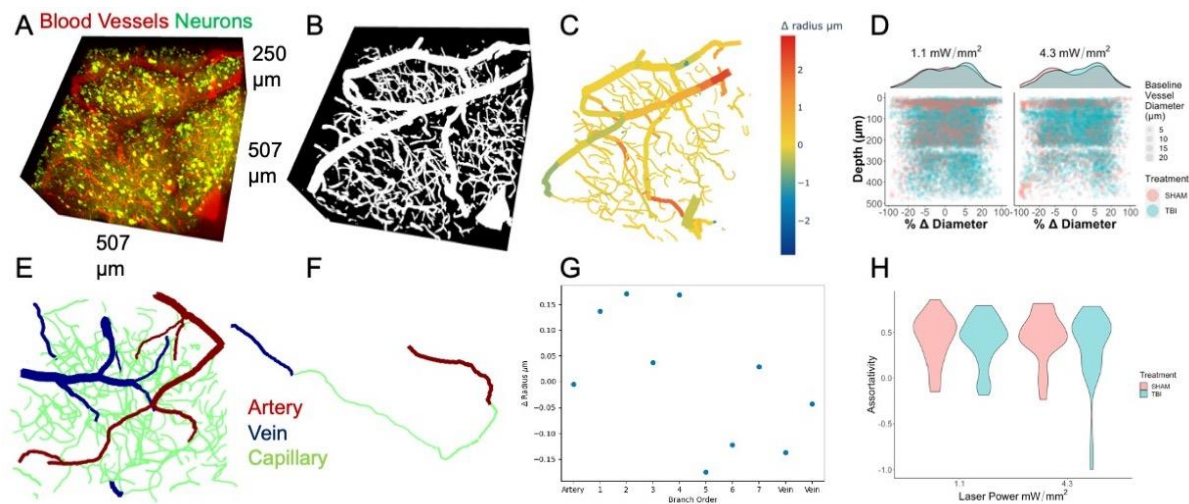 A Blood Vessels Neurons
250
µm
507
µm
507
µm
B
C
Δ radius µm
2
1
0
−1
−2
D
1.1 mW/mm²
4.3 mW/mm²
0
100
200
300
400
500
Depth (µm)
-100 -5 0 5 100
-100 -5 0 5 100
% Δ Diameter
% Δ Diameter
Baseline
Vessel
Diameter
(µm)
5
10
15
20
Treatment
SHAM
TBI
E
Artery
Vein
Capillary
F
G
0.15
0.10
0.05
0.00
−0.05
−0.10
−0.15
Δ Radius µm
Artery 1 2 3 4 5 6 7 Vein Vein
Branch Order
H
0.5
0.0
-0.5
-1.0
Assortativity
1.1 4.3
Laser Power mW/mm²
Treatment
SHAM
TBI